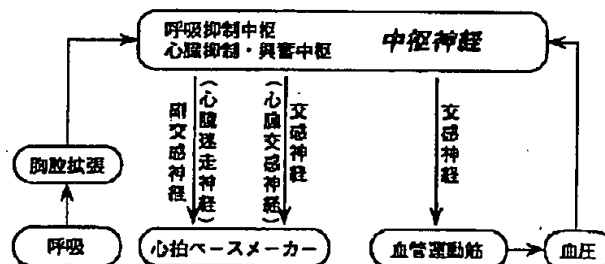 呼吸抑制中枢
心臓抑制・興奮中枢
中枢神経
副交感神経
(心臓迷走神経)
(心臓交感神経)
交感神経
交感神経
胸腔拡張
呼吸
心拍ペースメーカー
血管運動筋
血圧